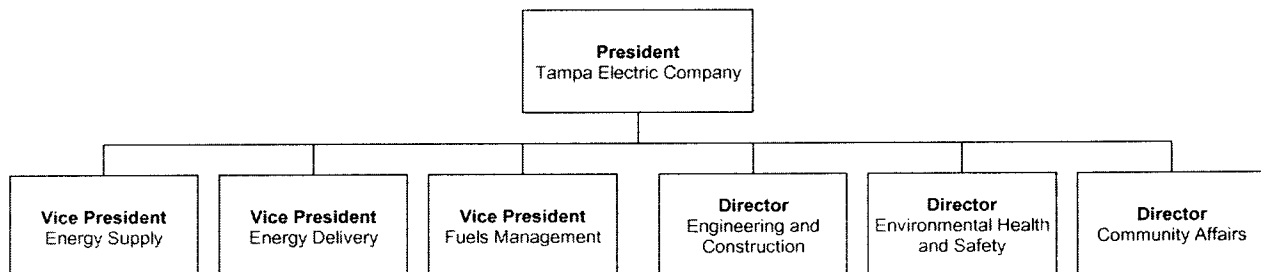 President
Tampa Electric Company
Vice President
Energy Supply
Vice President
Energy Delivery
Vice President
Fuels Management
Director
Engineering and
Construction
Director
Environmental Health
and Safety
Director
Community Affairs